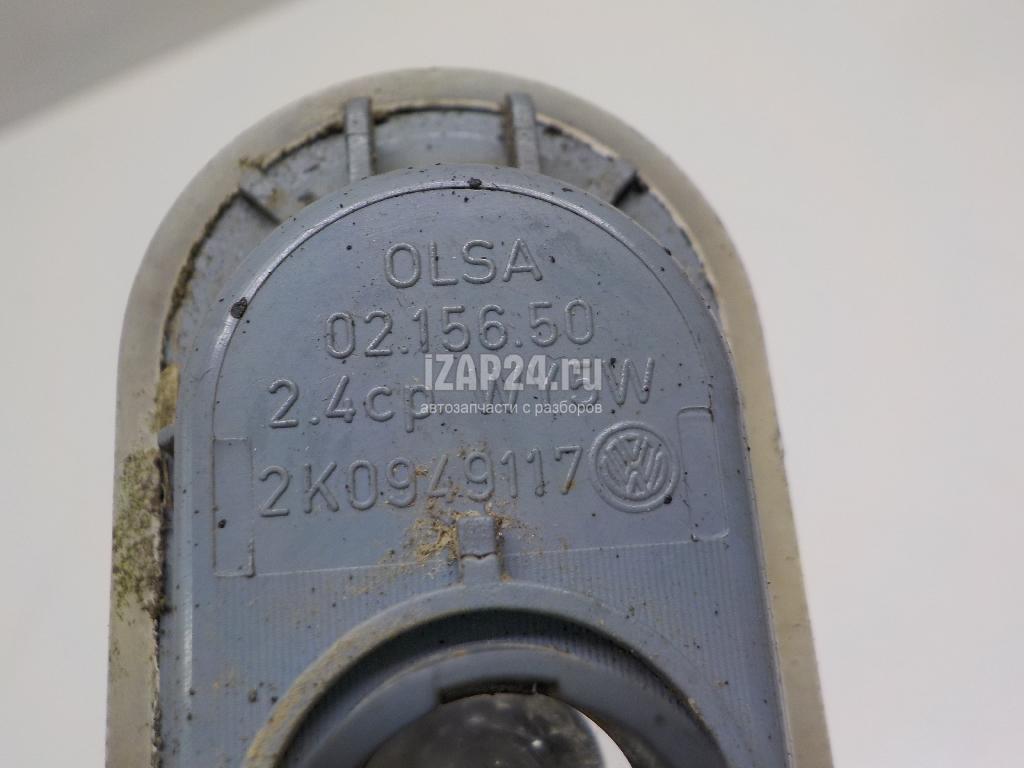 OLSA
02.156.50
iZAP24.ru
2.4cp W
автозапчасти с разборов
2K0949117